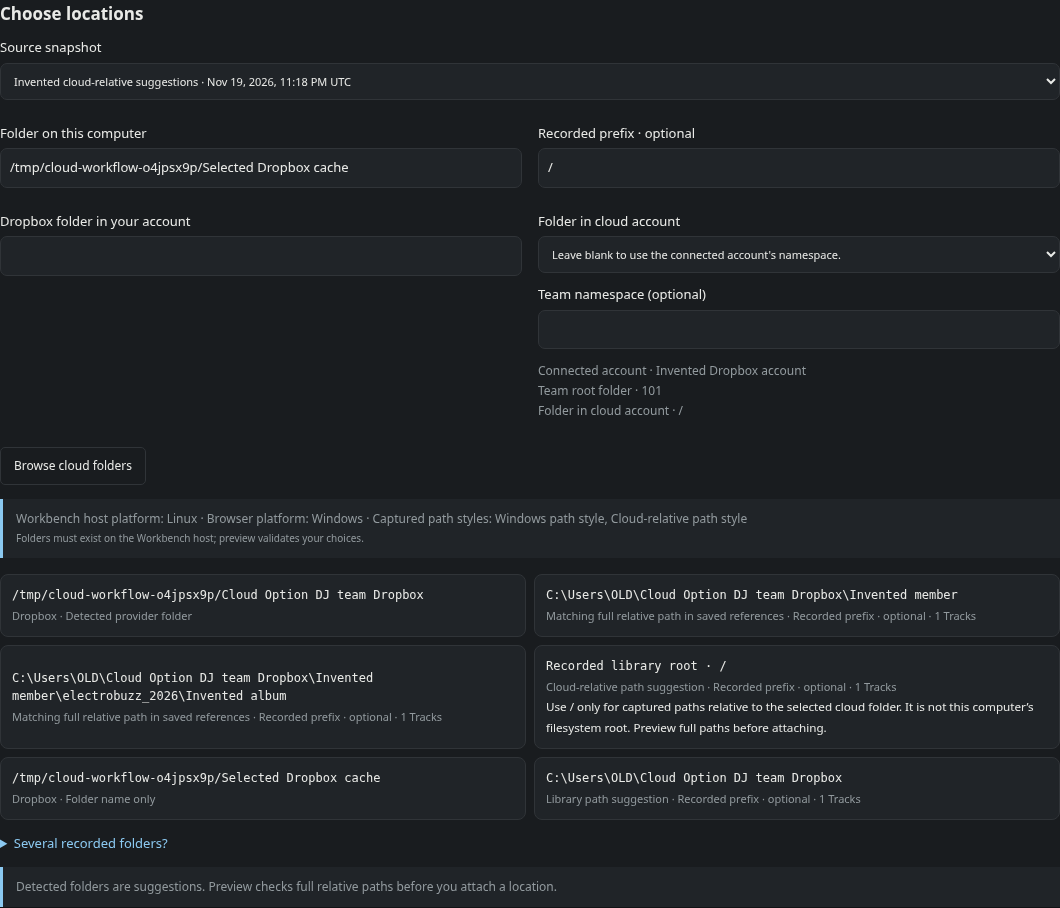 Choose locations
Source snapshot
Invented cloud-relative suggestions · Nov 19, 2026, 11:18 PM UTC
Folder on this computer
/tmp/cloud-workflow-o4jpsx9p/Selected Dropbox cache
Recorded prefix · optional
/
Dropbox folder in your account
Folder in cloud account
Leave blank to use the connected account's namespace.
Team namespace (optional)
Connected account · Invented Dropbox account
Team root folder · 101
Folder in cloud account · /
Browse cloud folders
Workbench host platform: Linux · Browser platform: Windows · Captured path styles: Windows path style, Cloud-relative path style
Folders must exist on the Workbench host; preview validates your choices.
/tmp/cloud-workflow-o4jpsx9p/Cloud Option DJ team Dropbox
Dropbox · Detected provider folder
C:\Users\OLD\Cloud Option DJ team Dropbox\Invented member
Matching full relative path in saved references · Recorded prefix · optional · 1 Tracks
C:\Users\OLD\Cloud Option DJ team Dropbox\Invented
member\electrobuzz_2026\Invented album
Matching full relative path in saved references · Recorded prefix · optional · 1 Tracks
Recorded library root · /
Cloud-relative path suggestion · Recorded prefix · optional · 1 Tracks
Use / only for captured paths relative to the selected cloud folder. It is not this computer's
filesystem root. Preview full paths before attaching.
/tmp/cloud-workflow-o4jpsx9p/Selected Dropbox cache
Dropbox · Folder name only
C:\Users\OLD\Cloud Option DJ team Dropbox
Library path suggestion · Recorded prefix · optional · 1 Tracks
Several recorded folders?
Detected folders are suggestions. Preview checks full relative paths before you attach a location.